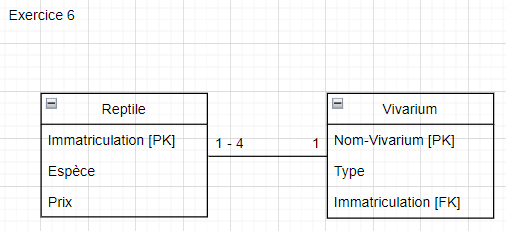 Exercice 6
Reptile
Immatriculation [PK]
Espèce
Prix
1 - 4
1
Vivarium
Nom-Vivarium [PK]
Type
Immatriculation [FK]